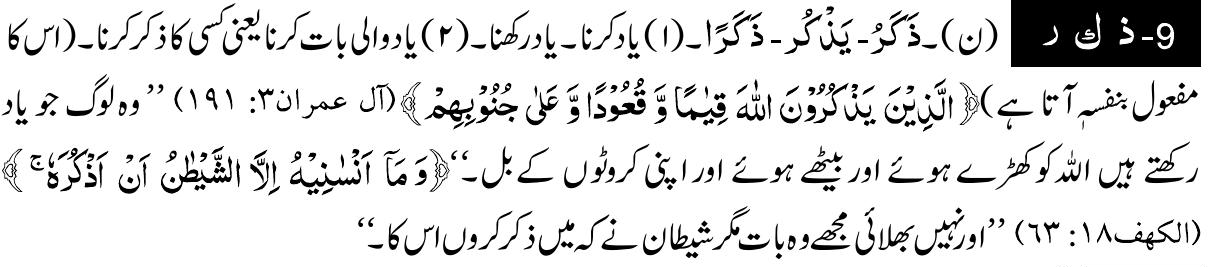 9- ذ ك ر (ن)۔ ذَكَرُ- يَذْكُر - ذَكَرًا۔ (۱) یاد کرنا۔ یاد رکھنا۔ (۲) یاد والی بات کرنا یعنی کسی کا ذکر کرنا۔ (اس کا
مفعول بنفسہٖ آتا ہے) ﴿ الَّذِيْنَ يَذْكُرُوْنَ اللّٰهَ قِيٰمًا وَّ قُعُوْدًا وَّ عَلٰى جُنُوْبِهِمْ ﴾ (آل عمران۳: ۱۹۱) ’’وہ لوگ جو یاد
رکھتے ہیں اللہ کو کھڑے ہوئے اور بیٹھے ہوئے اور اپنی کروٹوں کے بل۔‘‘ ﴿ وَ مَآ اَنْسٰنِيْهُ اِلَّا الشَّيْطٰنُ اَنْ اَذْكُرَهٗ ۚ ﴾
(الكهف۱۸: ۶۳) ’’اور نہیں بھلائی مجھے وہ بات مگر شیطان نے کہ میں ذکر کروں اس کا۔‘‘